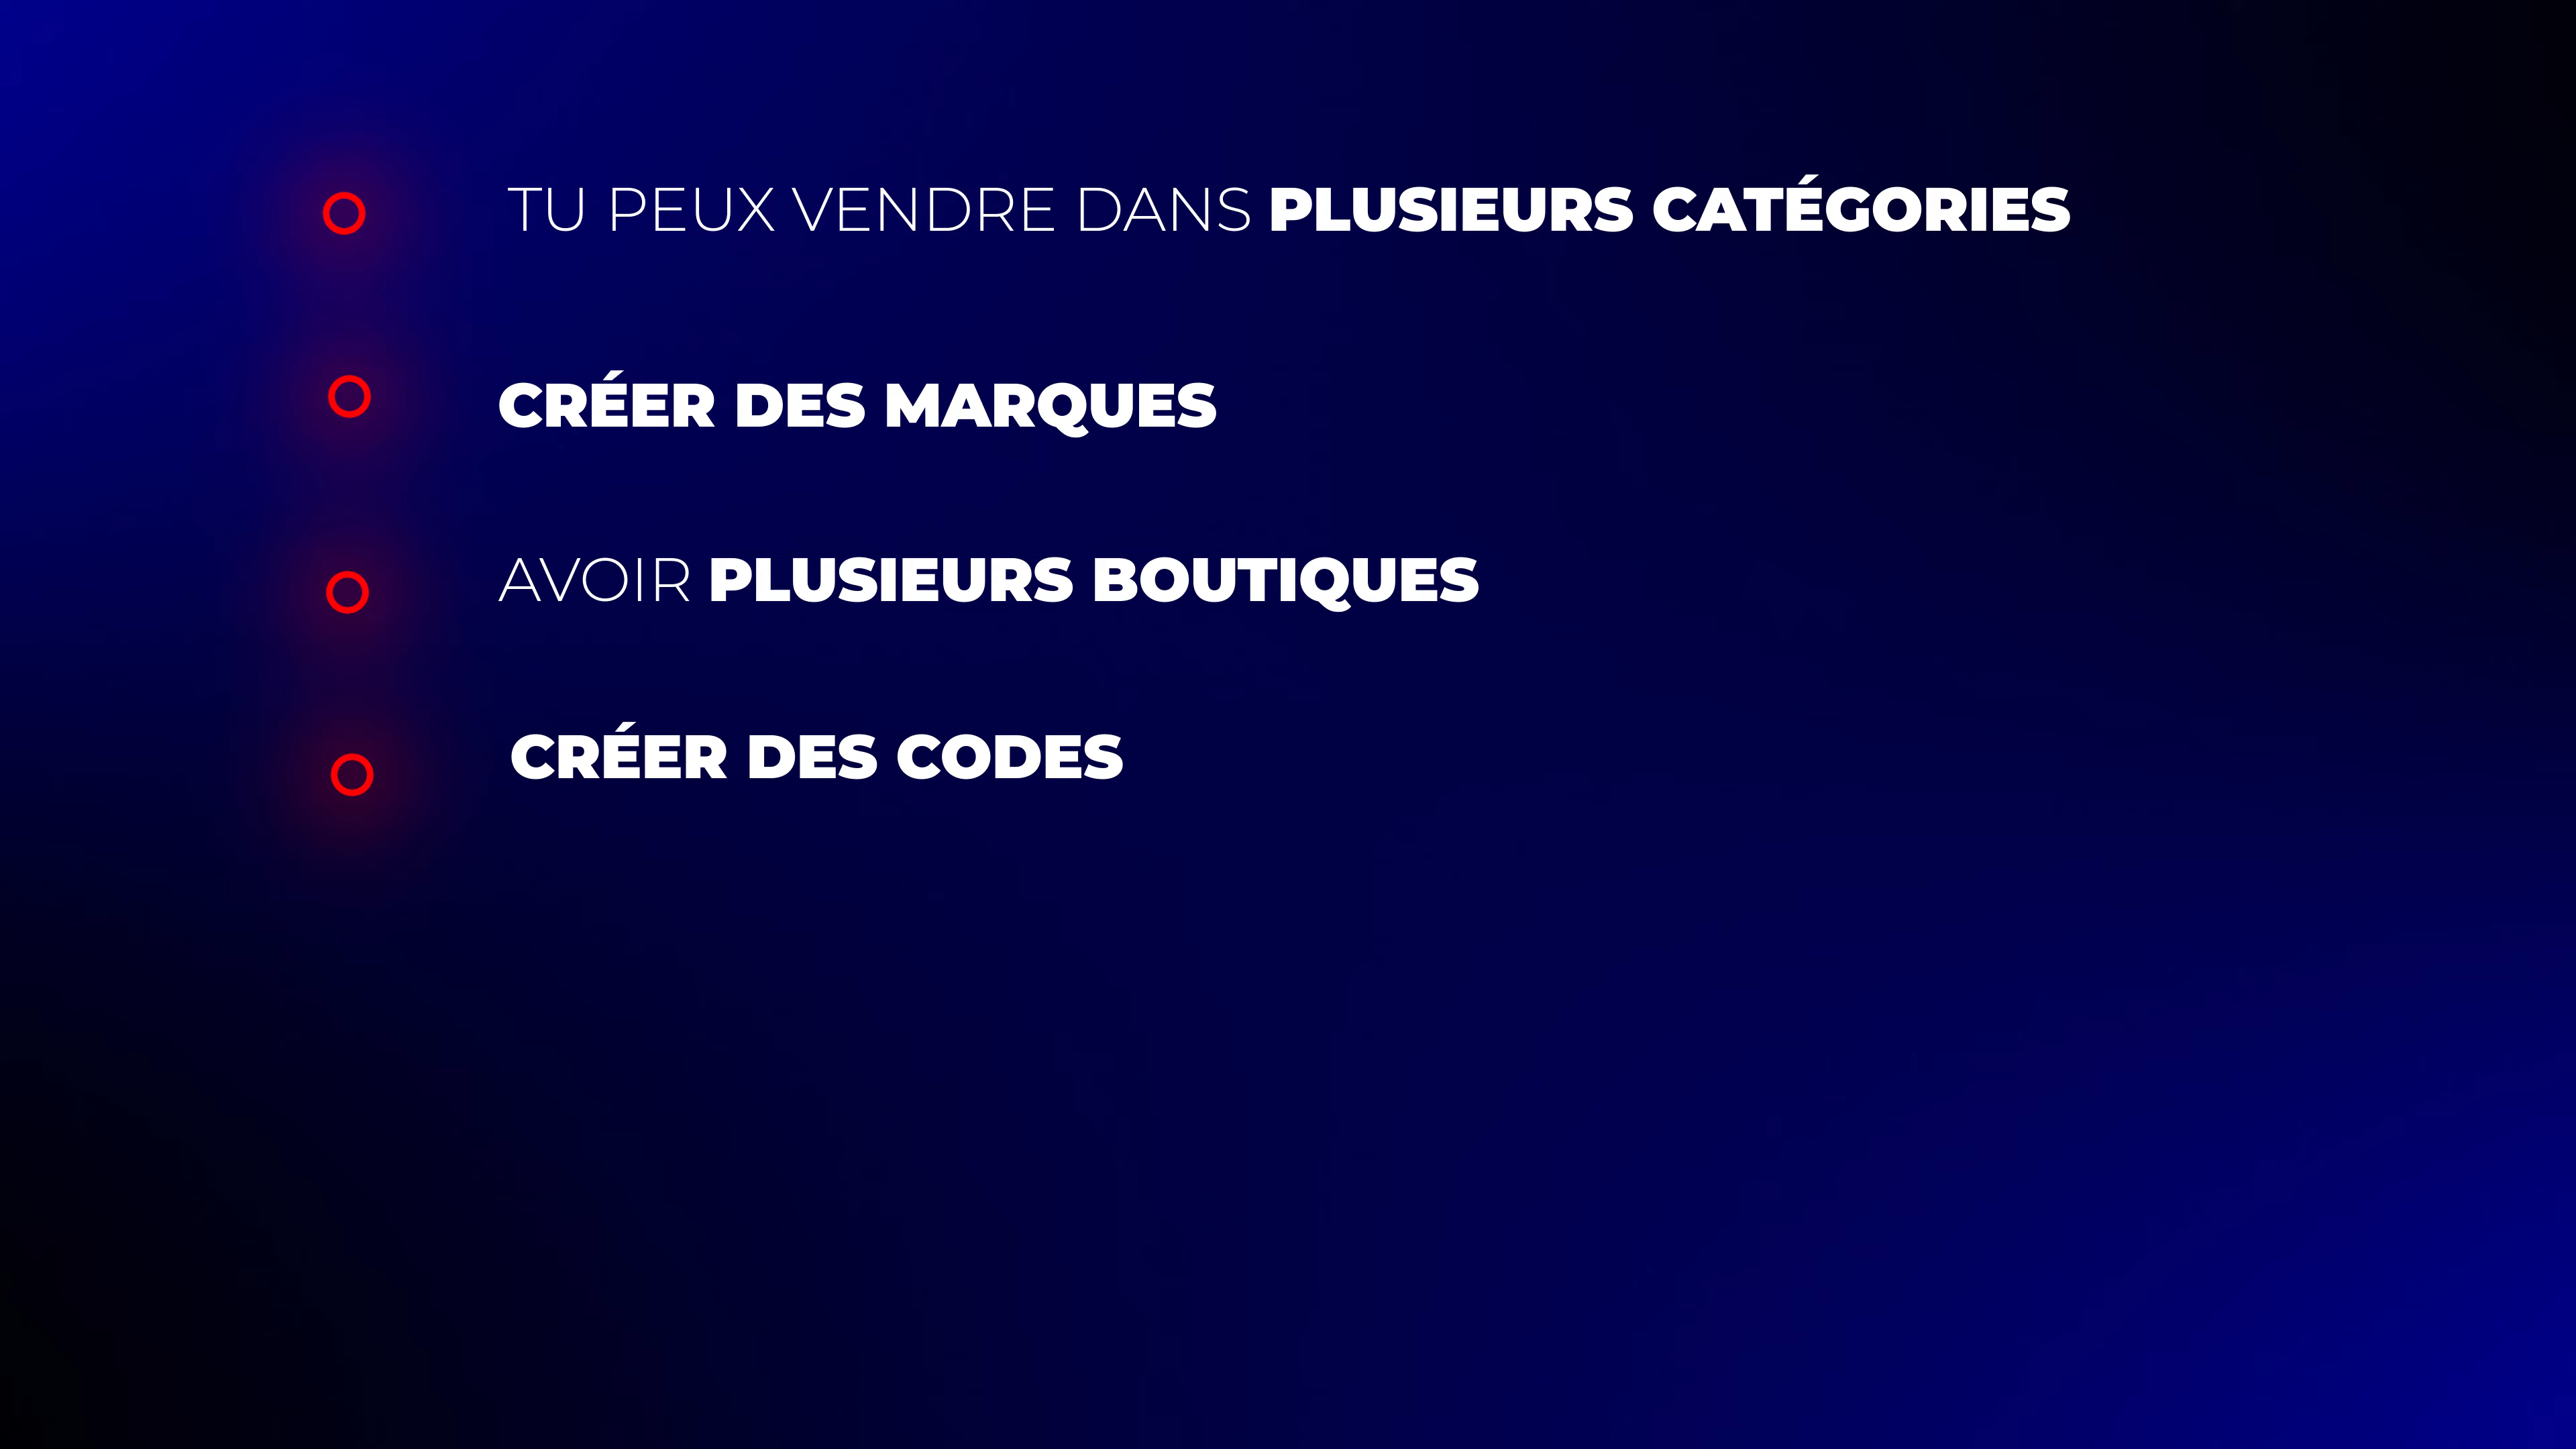 TU PEUX VENDRE DANS PLUSIEURS CATÉGORIES
CRÉER DES MARQUES
AVOIR PLUSIEURS BOUTIQUES
CRÉER DES CODES